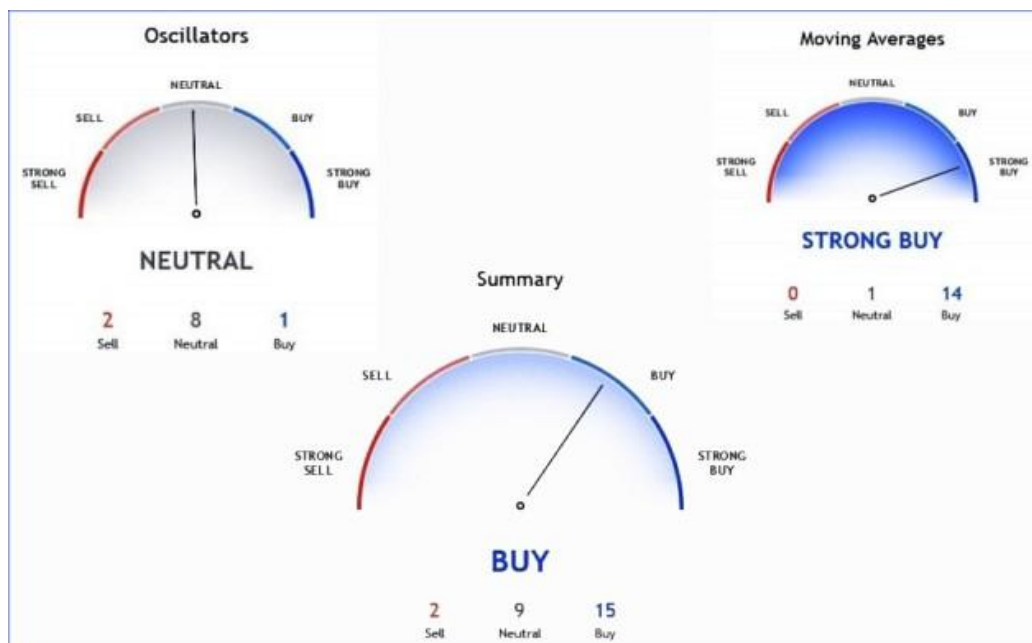 Oscillators
NEUTRAL
SELL
BUY
STRONG
SELL
STRONG
BUY
NEUTRAL
2 8 1
Sell Neutral Buy
Moving Averages
NEUTRAL
SELL
BUY
STRONG
SELL
STRONG
BUY
STRONG BUY
0 1 14
Sell Neutral Buy
Summary
NEUTRAL
SELL
BUY
STRONG
SELL
STRONG
BUY
BUY
2 9 15
Sell Neutral Buy